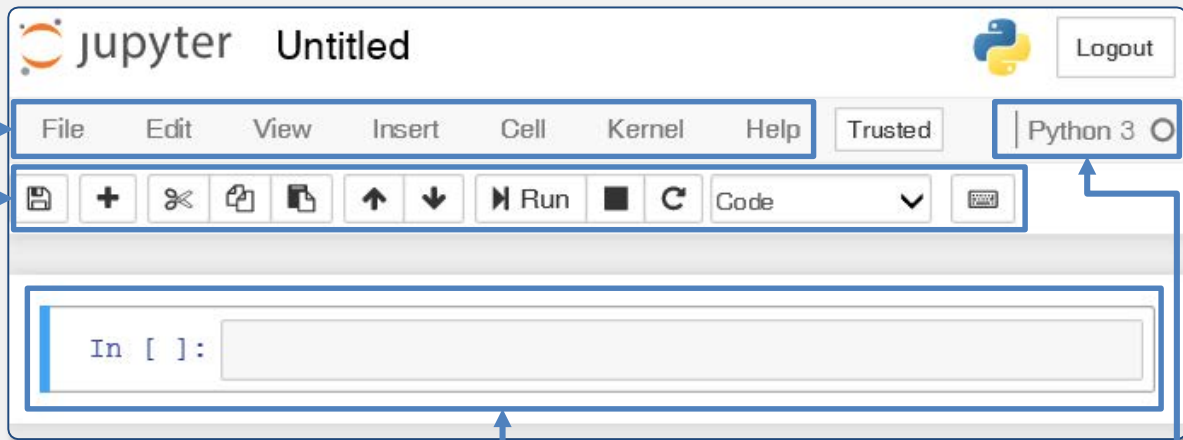 jupyter Untitled Logout
File Edit View Insert Cell Kernel Help Trusted Python 3
Run Code
In [ ]: